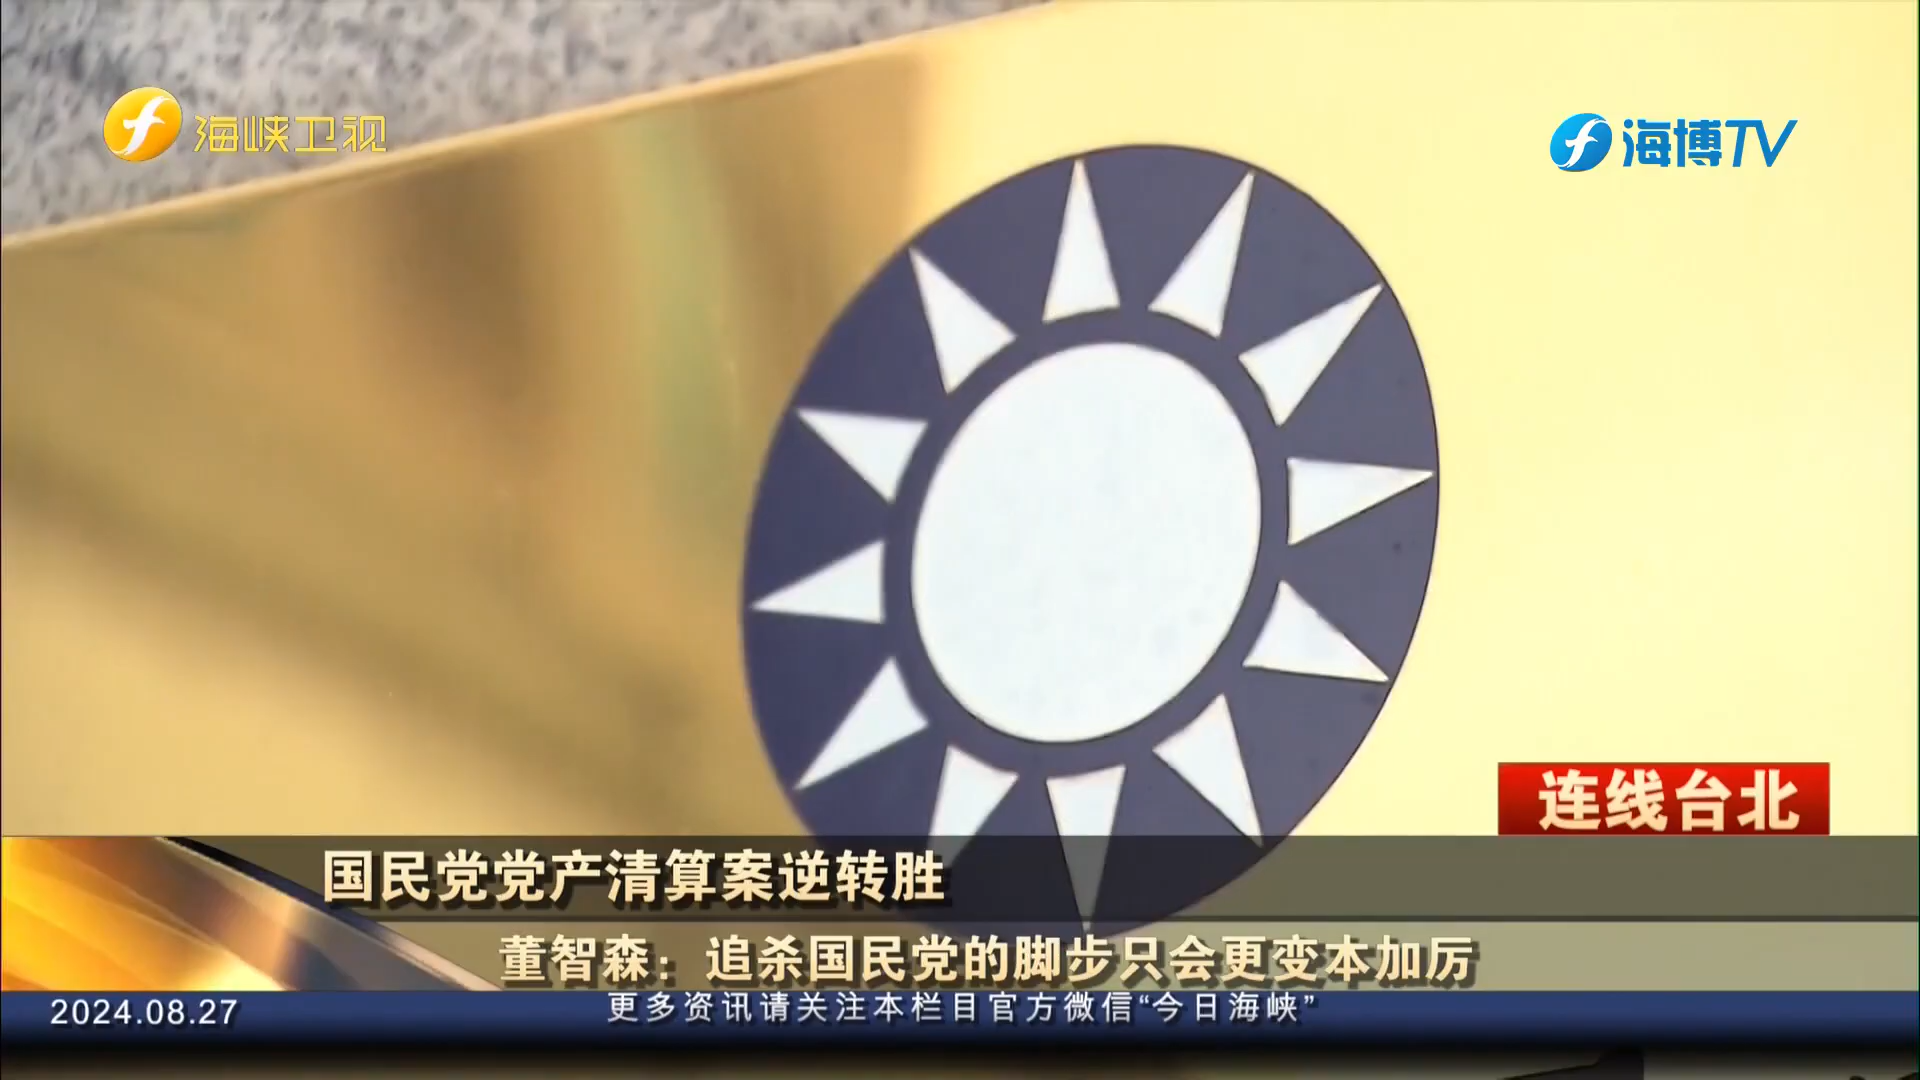 海峡卫视
海博TV
连线台北
国民党党产清算案逆转胜
董智森：追杀国民党的脚步只会更变本加厉
2024.08.27
更多资讯请关注本栏目官方微信“今日海峡”